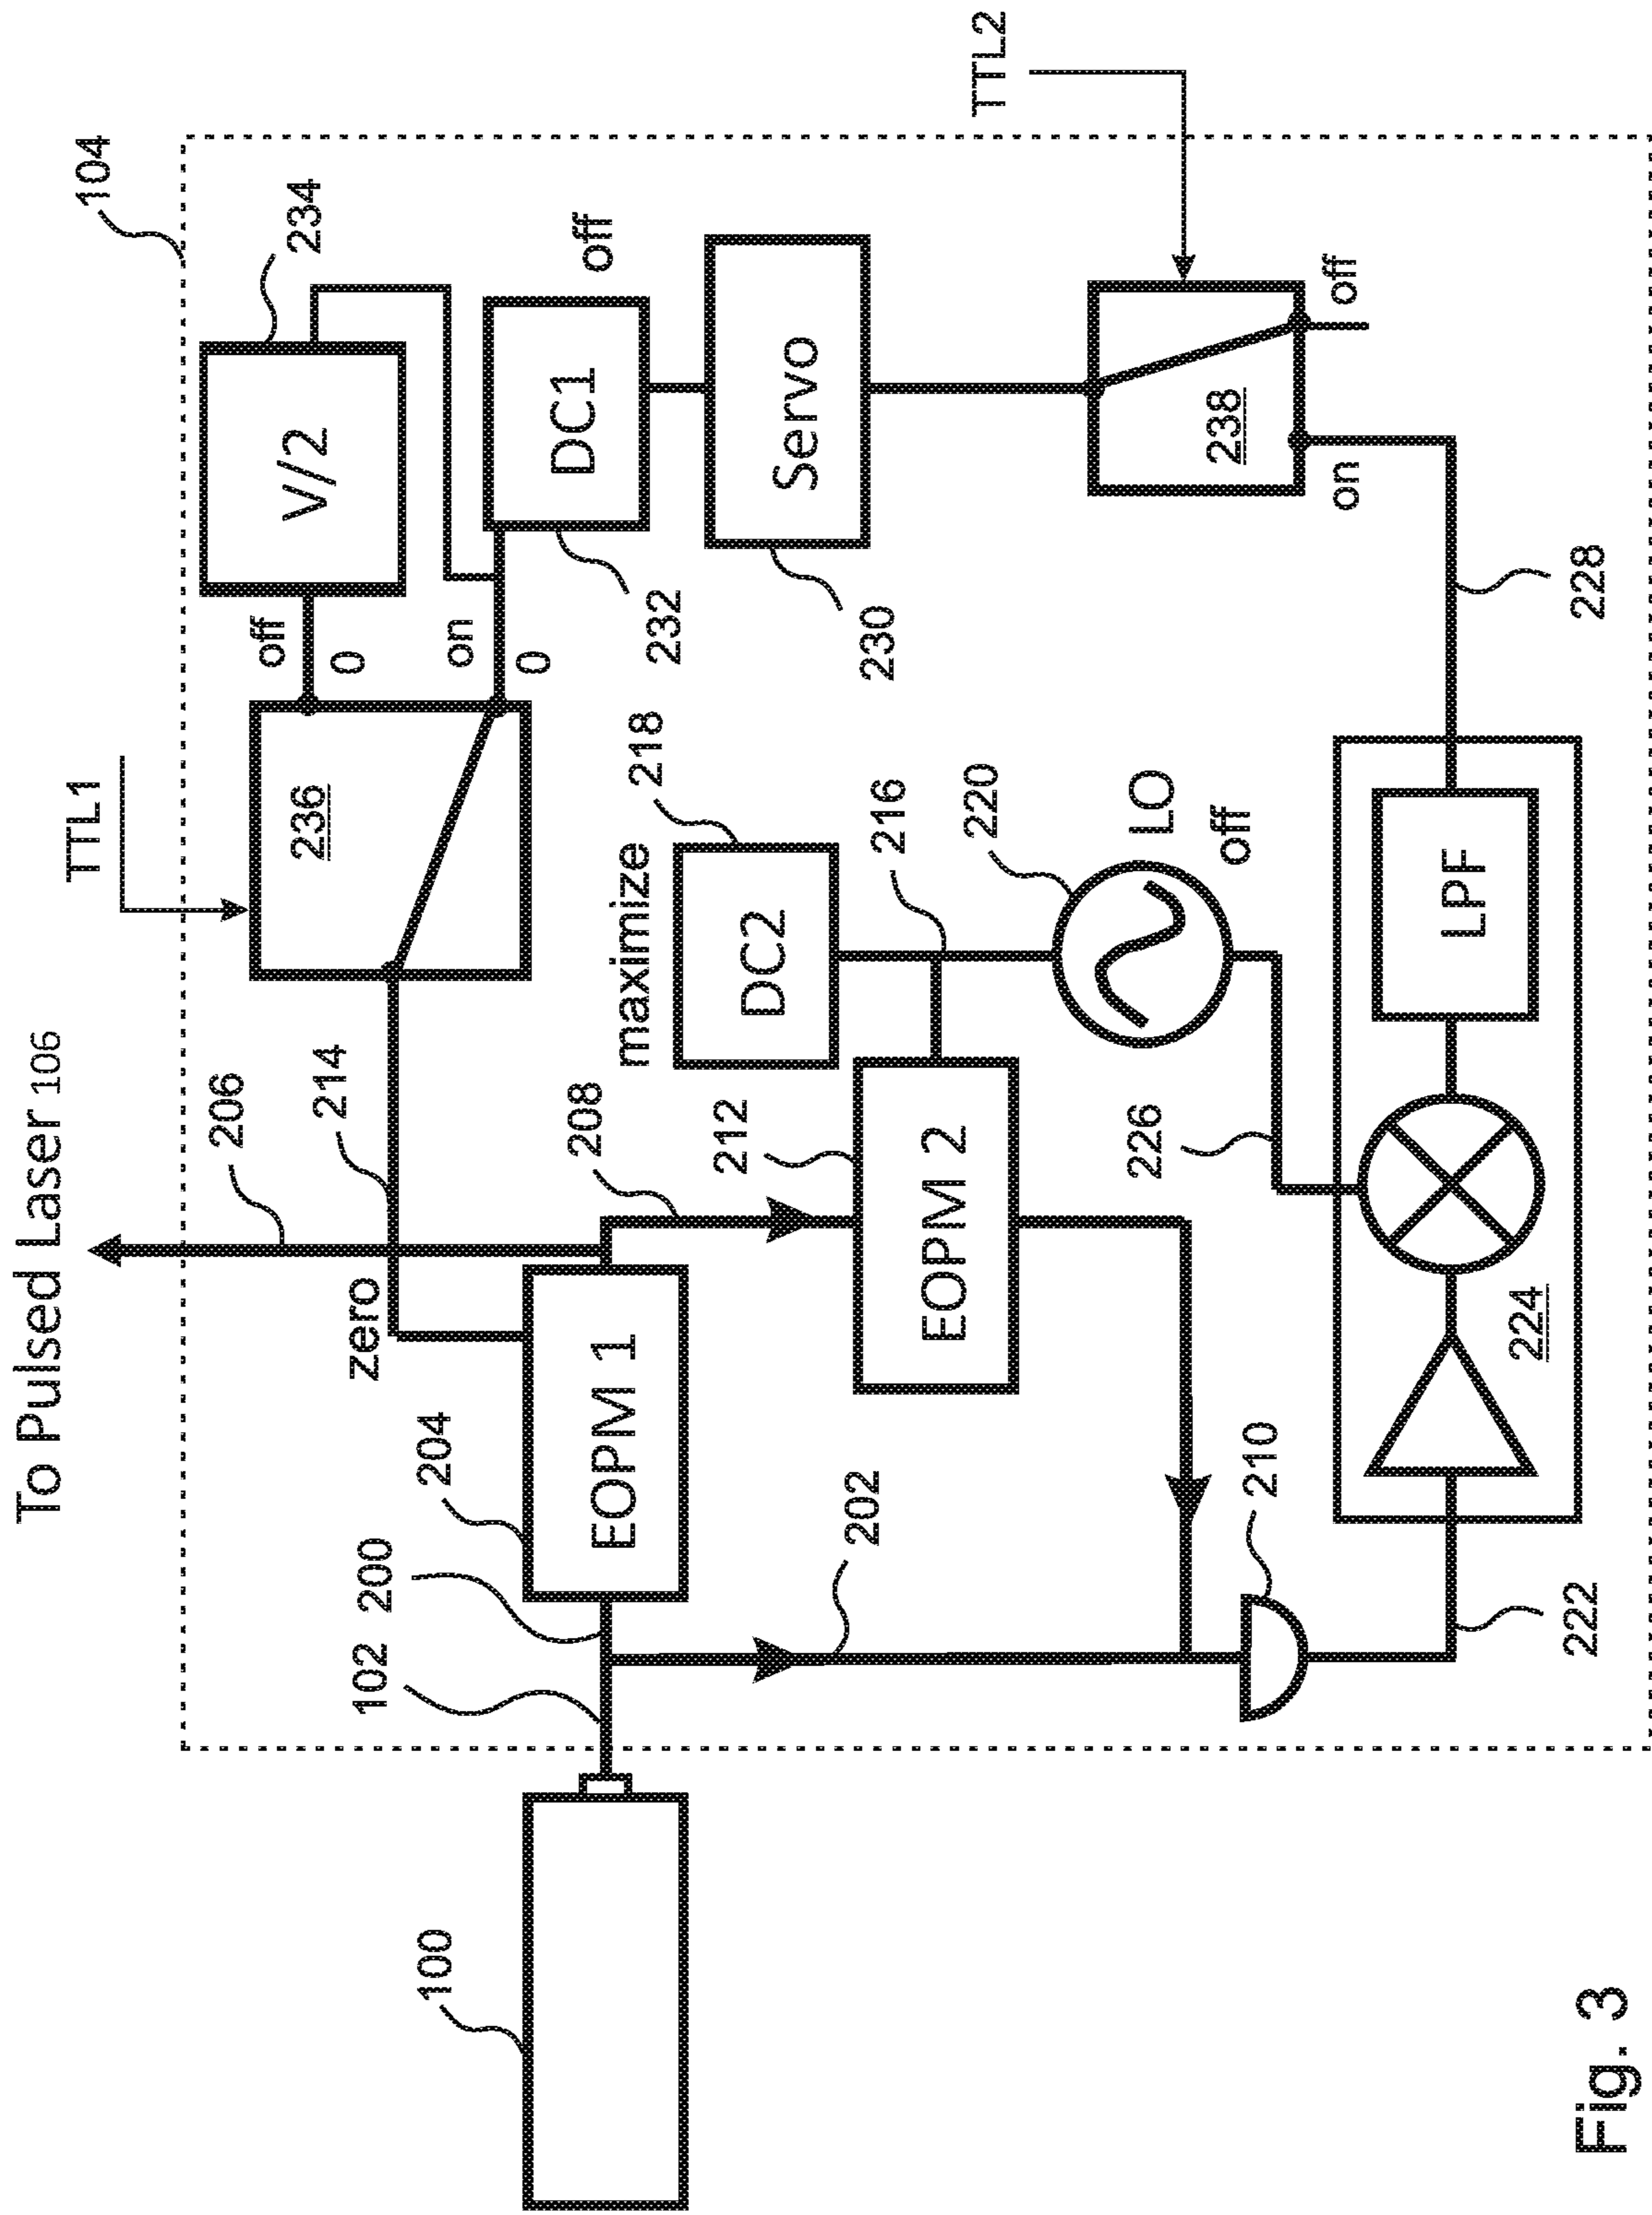 To Pulsed Laser 106
TTL1
104
206
214
236
off
0
on
0
V/2
234
zero
102
200
204
EOPM 1
208
maximize
218
DC2
DC1
off
232
100
202
212
EOPM 2
216
220
LO
off
230
Servo
TTL2
238
on
off
210
226
222
224
LPF
228
Fig. 3